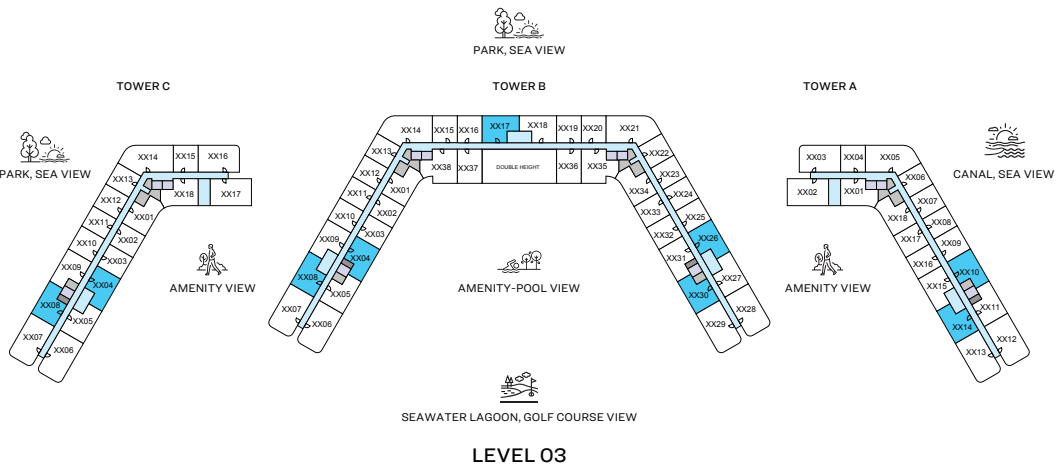 PARK, SEA VIEW
TOWER C
TOWER B
TOWER A
PARK, SEA VIEW
CANAL, SEA VIEW
XX14
XX15
XX16
XX13
XX18
XX17
XX12
XX01
XX11
XX02
XX10
XX03
XX09
XX04
XX08
XX05
XX07
XX06
AMENITY VIEW
XX14
XX15
XX16
XX17
XX18
XX19
XX20
XX21
XX13
XX38
XX37
DOUBLE HEIGHT
XX36
XX35
XX22
XX12
XX01
XX34
XX23
XX11
XX02
XX33
XX24
XX10
XX03
XX32
XX25
XX09
XX04
XX31
XX26
XX08
XX05
XX30
XX27
XX07
XX06
XX29
XX28
AMENITY-POOL VIEW
AMENITY VIEW
XX03
XX04
XX05
XX02
XX01
XX06
XX18
XX07
XX17
XX08
XX16
XX09
XX15
XX10
XX14
XX11
XX13
XX12
SEAWATER LAGOON, GOLF COURSE VIEW
LEVEL 03